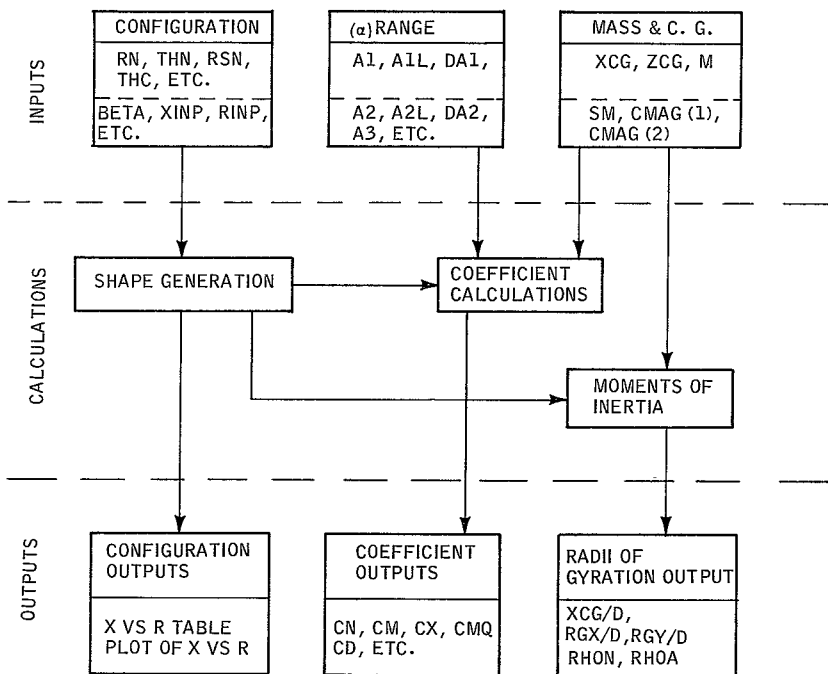 INPUTS
CONFIGURATION
RN, THN, RSN,
THC, ETC.
BETA, XINP, RINP,
ETC.
(α) RANGE
A1, A1L, DA1,
A2, A2L, DA2,
A3, ETC.
MASS & C. G.
XCG, ZCG, M
SM, CMAG (1),
CMAG (2)
CALCULATIONS
SHAPE GENERATION
COEFFICIENT
CALCULATIONS
MOMENTS OF
INERTIA
OUTPUTS
CONFIGURATION
OUTPUTS
X VS R TABLE
PLOT OF X VS R
COEFFICIENT
OUTPUTS
CN, CM, CX, CMQ
CD, ETC.
RADII OF
GYRATION OUTPUT
XCG/D,
RGX/D, RGY/D
RHON, RHOA